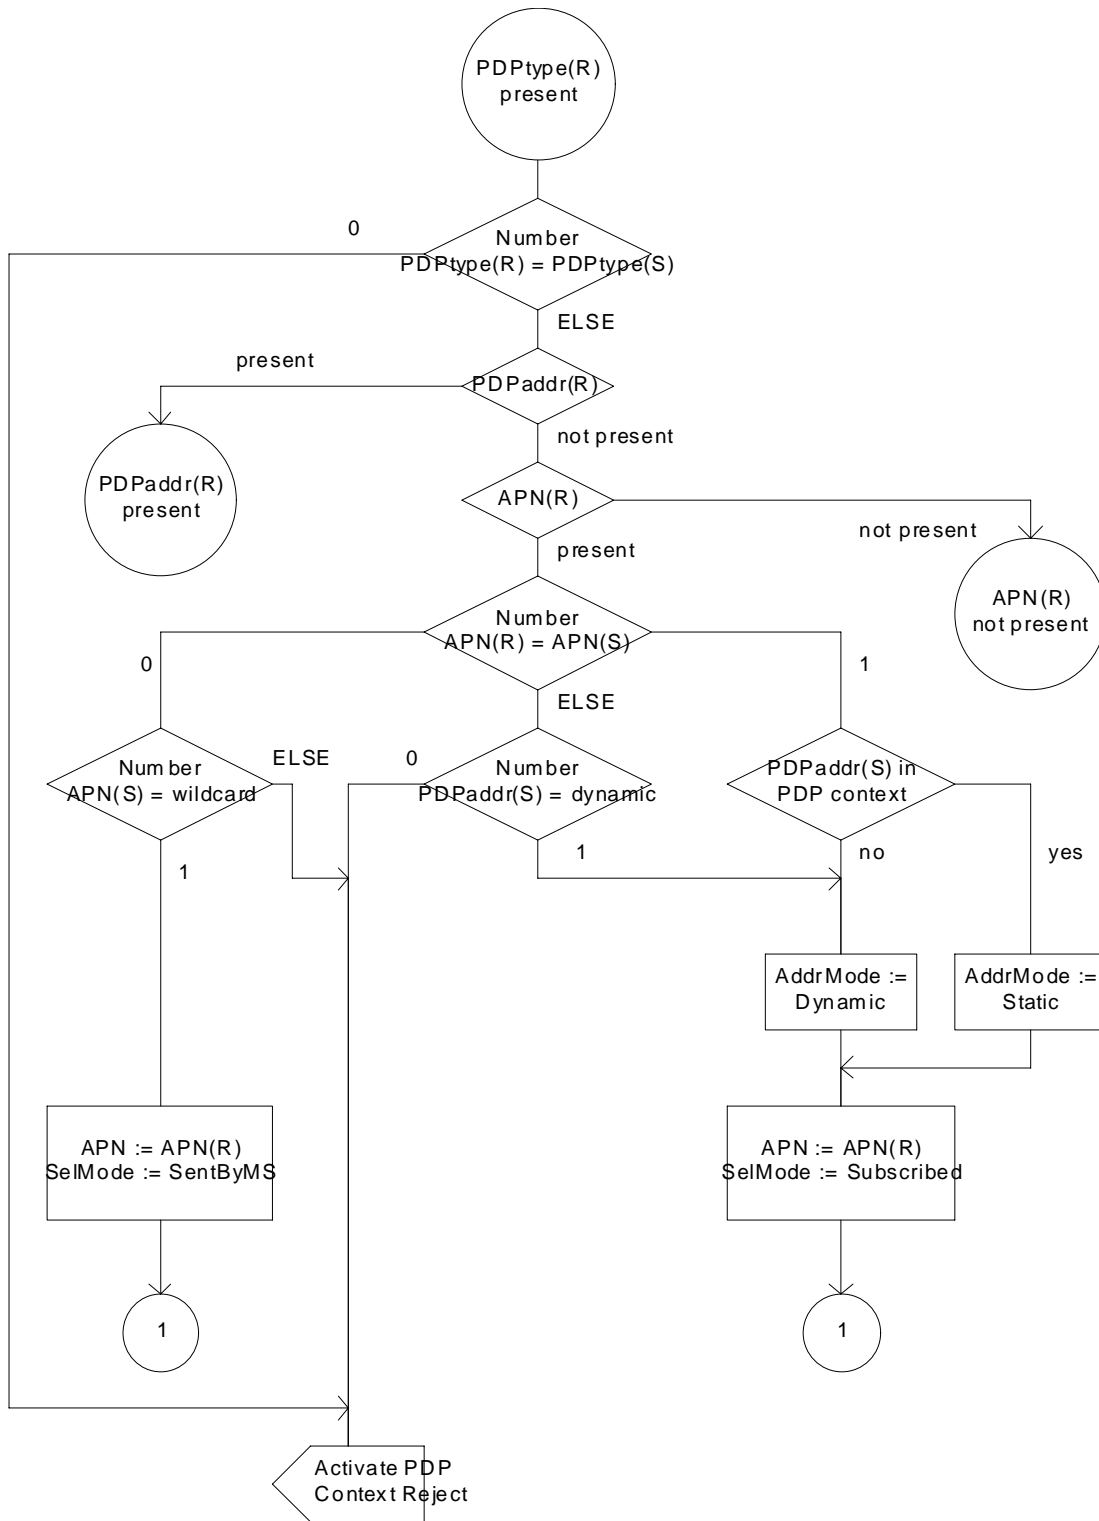 PDPtype(R)
present
0
Number
PDPtype(R) = PDPtype(S)
ELSE
present
PDPaddr(R)
not present
PDPaddr(R)
present
APN(R)
present
not present
APN(R)
not present
Number
APN(R) = APN(S)
0
1
ELSE
Number
APN(S) = wildcard
ELSE
0
Number
PDPaddr(S) = dynamic
PDPaddr(S) in
PDP context
1
1
no
yes
AddrMode :=
Dynamic
AddrMode :=
Static
APN := APN(R)
SelMode := SentByMS
APN := APN(R)
SelMode := Subscribed
1
1
Activate PDP
Context Reject